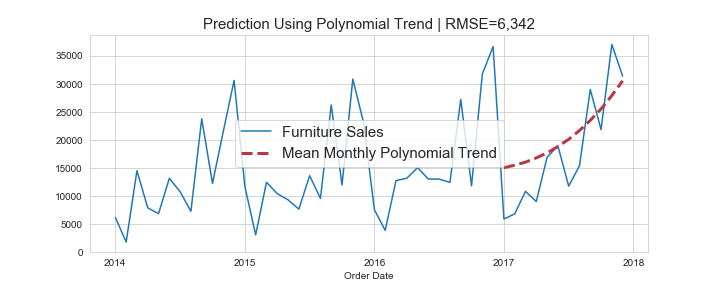 Prediction Using Polynomial Trend | RMSE=6,342
35000
30000
25000
20000
15000
10000
5000
0
Furniture Sales
Mean Monthly Polynomial Trend
2014 2015 2016 2017 2018
Order Date